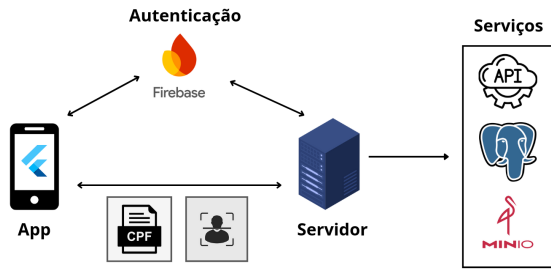 Autenticação
Firebase
Serviços
API
App
CPF
Servidor
MINIO